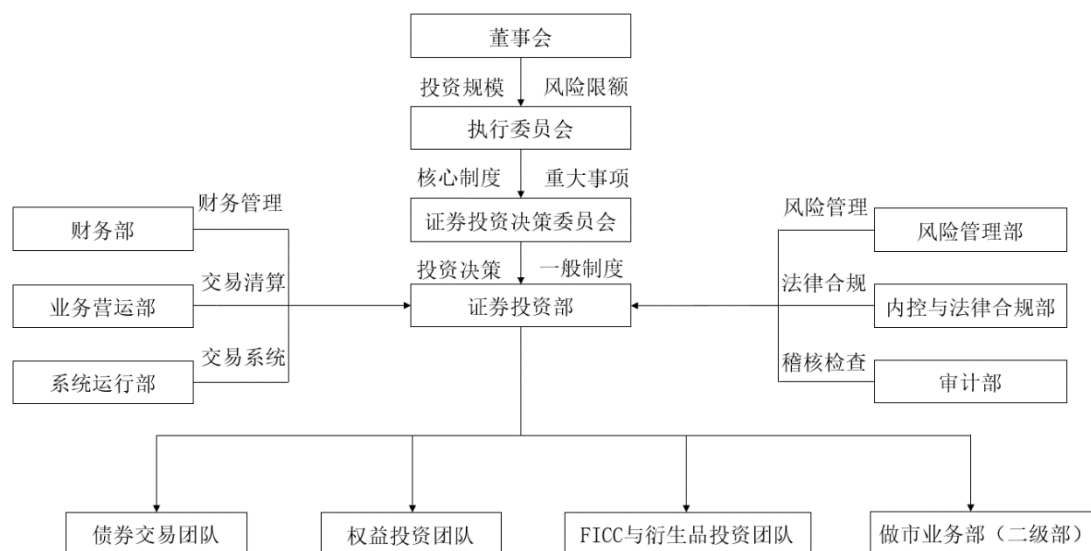 董事会
投资规模 风险限额
执行委员会
核心制度 重大事项
证券投资决策委员会
投资决策 一般制度
证券投资部
财务管理
财务部
交易清算
业务营运部
交易系统
系统运行部
风险管理
风险管理部
法律合规
内控与法律合规部
稽核检查
审计部
债券交易团队
权益投资团队
FICC与衍生品投资团队
做市业务部（二级部）